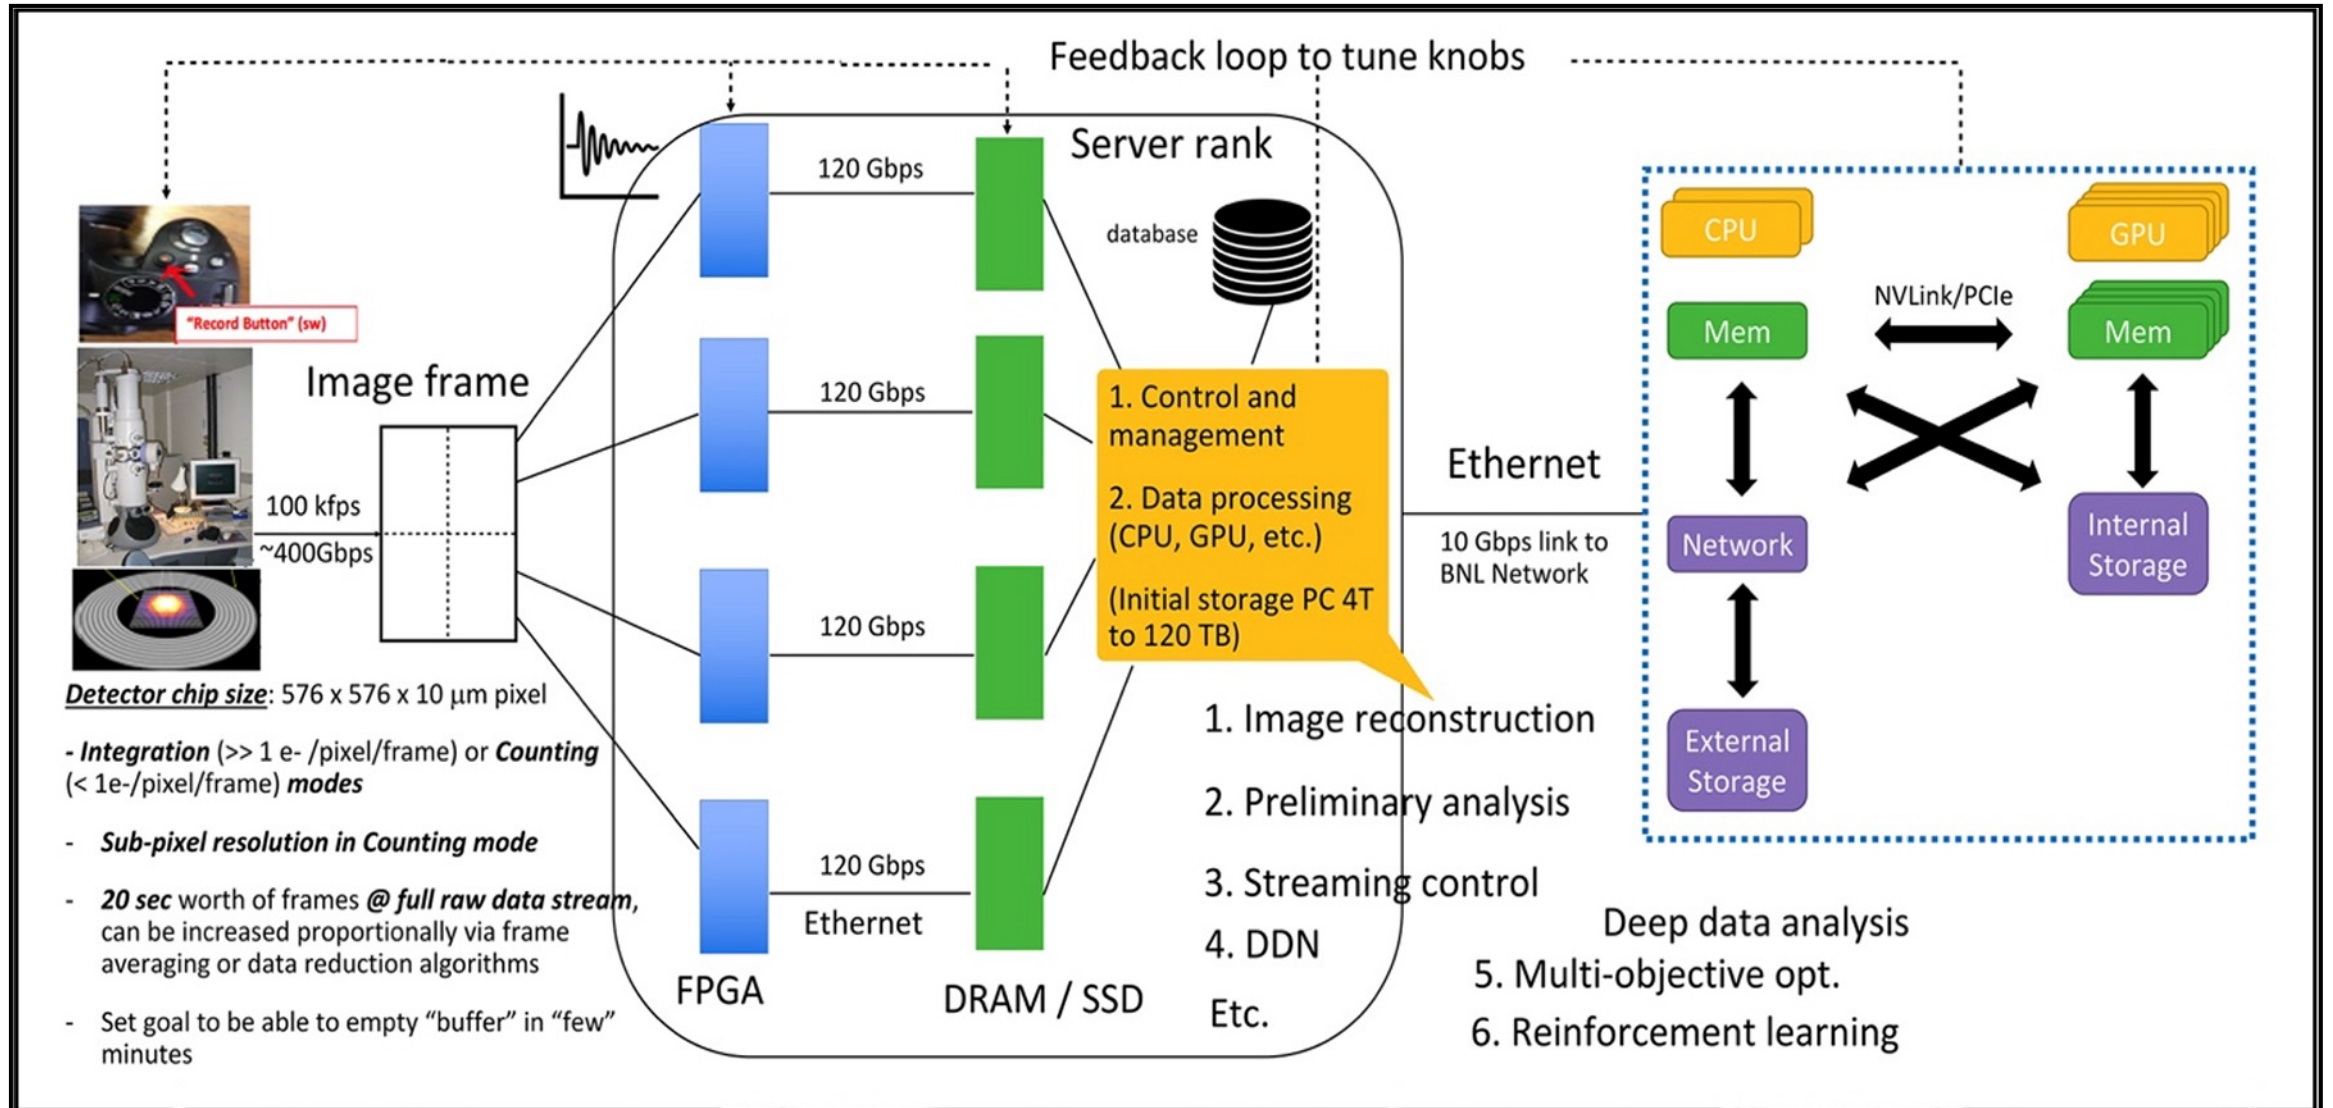 Feedback loop to tune knobs
Server rank
database
"Record Button" (sw)
Image frame
100 kfps
~400Gbps
120 Gbps
120 Gbps
120 Gbps
120 Gbps
Ethernet
FPGA
DRAM / SSD
1. Control and
management
2. Data processing
(CPU, GPU, etc.)
(Initial storage PC 4T
to 120 TB)
1. Image reconstruction
2. Preliminary analysis
3. Streaming control
4. DDN
Etc.
Ethernet
10 Gbps link to
BNL Network
CPU
GPU
Mem
NVLink/PCIe
Mem
Network
Internal
Storage
External
Storage
Deep data analysis
5. Multi-objective opt.
6. Reinforcement learning
Detector chip size: 576 x 576 x 10 μm pixel
- Integration (>> 1 e- /pixel/frame) or Counting
(< 1e-/pixel/frame) modes
- Sub-pixel resolution in Counting mode
- 20 sec worth of frames @ full raw data stream,
can be increased proportionally via frame
averaging or data reduction algorithms
- Set goal to be able to empty “buffer” in “few”
minutes